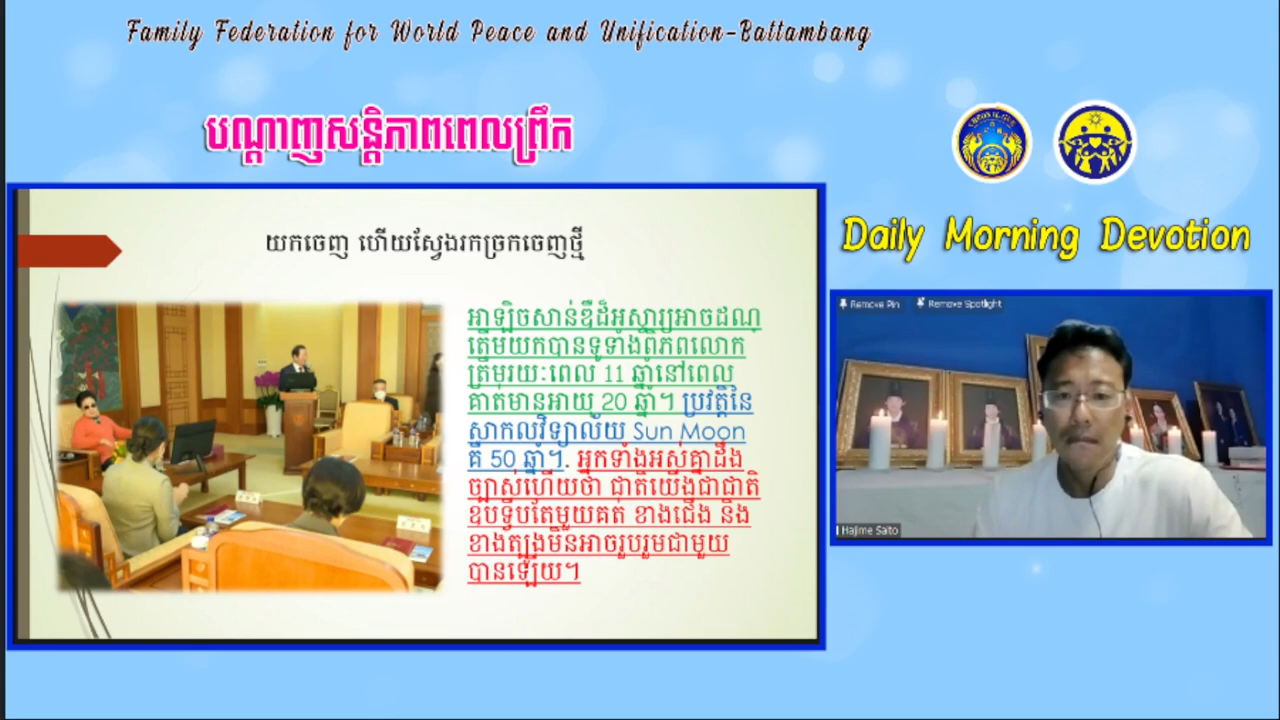 Family Federation for World Peace and Unification-Battambang
បណ្តាញសន្តិភាពពេលព្រឹក
CHEON IL GUK
Daily Morning Devotion
យកចេញ ហើយស្វែងរកច្រកចេញថ្មី
អាឡិចសាន់ឌឺដ៏អស្ចារ្យអាចដណ្
តើមយកបានទូទាំងពិភពលោក
ត្រឹមរយៈពេល 11 ឆ្នាំនៅពេល
គាត់មានអាយុ 20 ឆ្នាំ។ ប្រវត្តិនៃ
សាកលវិទ្យាល័យ Sun Moon
គឺ 50 ឆ្នាំ។. អ្នកទាំងអស់គ្នាដឹង
ច្បាស់ហើយថា ជាតិយើងជាជាតិ
ឧបទ្វីបតែមួយគត់ ខាងជើង និង
ខាងត្បូងមិនអាចរួបរួមជាមួយ
បានឡើយ។
Remove Pin Remove Spotlight
Hajime Saito